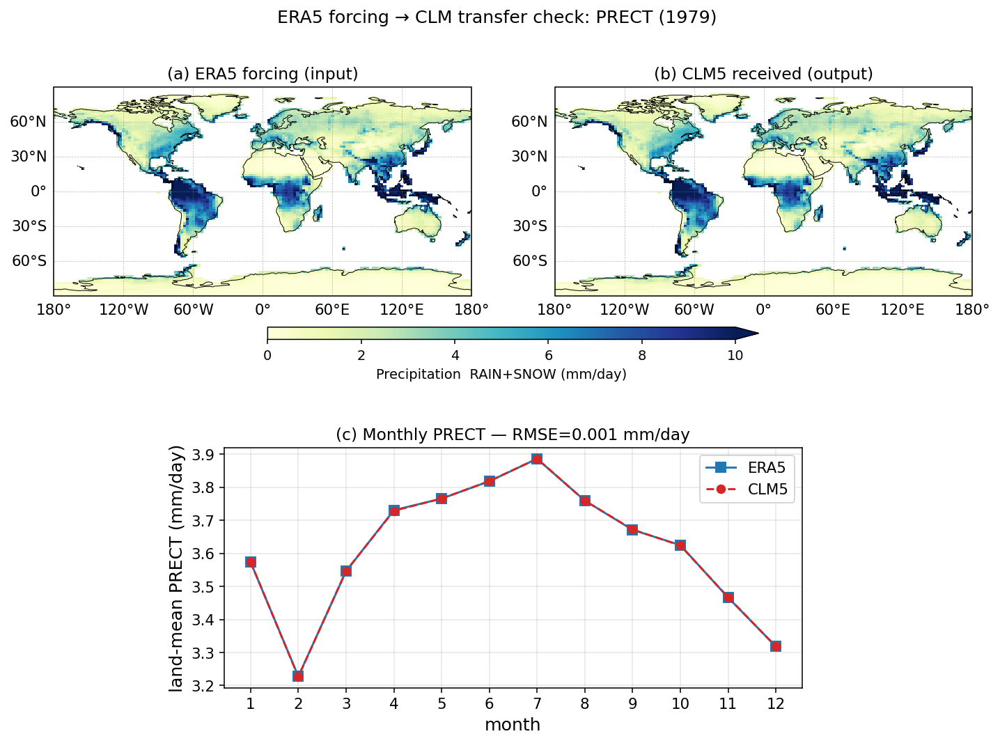 ERA5 forcing → CLM transfer check: PRECT (1979)
(a) ERA5 forcing (input)
(b) CLM5 received (output)
60°N
30°N
0°
30°S
60°S
60°N
30°N
0°
30°S
60°S
180° 120°W 60°W 0° 60°E 120°E 180°
180° 120°W 60°W 0° 60°E 120°E 180°
0 2 4 6 8 10
Precipitation RAIN+SNOW (mm/day)
(c) Monthly PRECT — RMSE=0.001 mm/day
land-mean PRECT (mm/day)
3.9
3.8
3.7
3.6
3.5
3.4
3.3
3.2
ERA5
CLM5
1 2 3 4 5 6 7 8 9 10 11 12
month